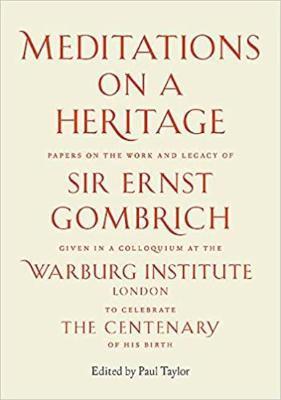 MEDITATIONS
ON A
HERITAGE
PAPERS ON THE WORK AND LEGACY OF
SIR ERNST
GOMBRICH
GIVEN IN A COLLOQUIUM AT THE
WARBURG INSTITUTE
LONDON
TO CELEBRATE
THE CENTENARY
OF HIS BIRTH
Edited by Paul Taylor